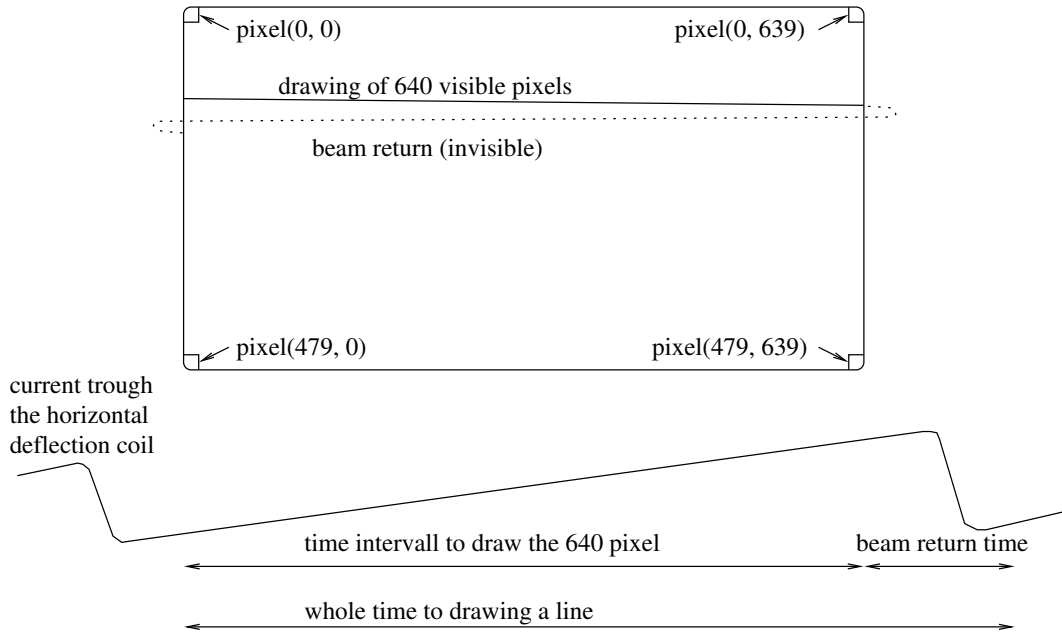 pixel(0, 0)
pixel(0, 639)
drawing of 640 visible pixels
beam return (invisible)
pixel(479, 0)
pixel(479, 639)
current trough
the horizontal
deflection coil
time intervall to draw the 640 pixel
beam return time
whole time to drawing a line